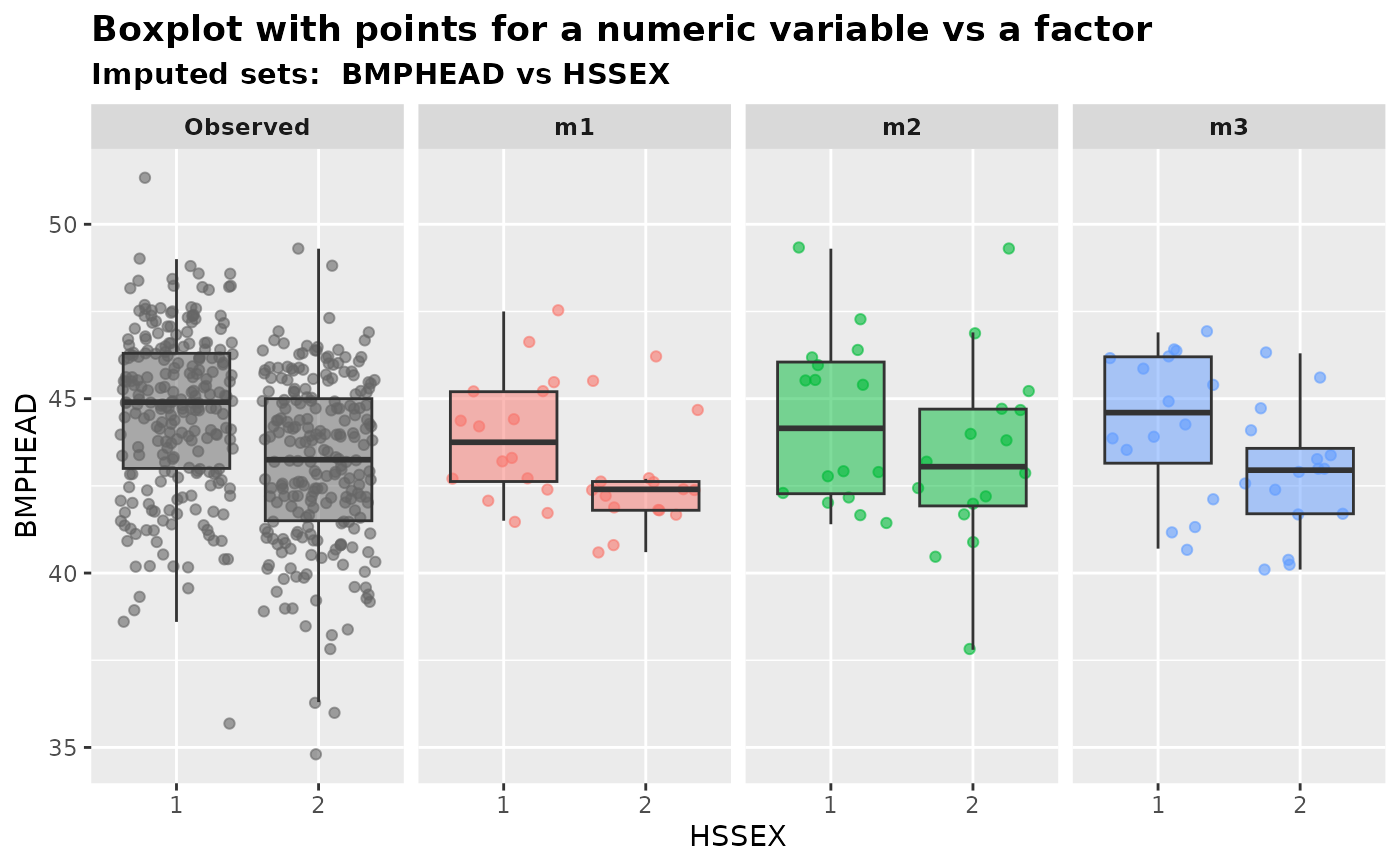 Boxplot with points for a numeric variable vs a factor
Imputed sets:  BMPHEAD vs HSSEX
Observed
m1
m2
m3
BMPHEAD
50
45
40
35
1 2 1 2 1 2 1 2
HSSEX